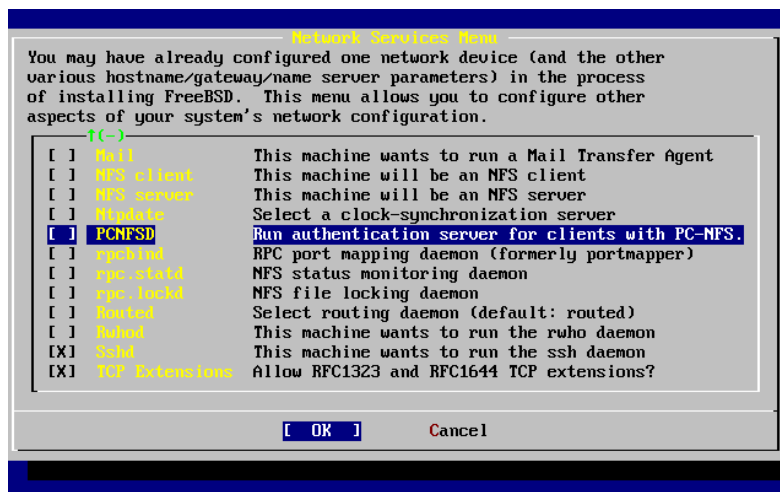 Network Services Menu
You may have already configured one network device (and the other
various hostname/gateway/name server parameters) in the process
of installing FreeBSD.  This menu allows you to configure other
aspects of your system's network configuration.
↑(-)
[ ] Mail This machine wants to run a Mail Transfer Agent
[ ] NFS client This machine will be an NFS client
[ ] NFS server This machine will be an NFS server
[ ] Ntpdate Select a clock-synchronization server
[ ] PCNFSD Run authentication server for clients with PC-NFS.
[ ] rpcbind RPC port mapping daemon (formerly portmapper)
[ ] rpc.statd NFS status monitoring daemon
[ ] rpc.lockd NFS file locking daemon
[ ] Routed Select routing daemon (default: routed)
[ ] Rwhod This machine wants to run the rwho daemon
[X] Sshd This machine wants to run the ssh daemon
[X] TCP Extensions Allow RFC1323 and RFC1644 TCP extensions?
[ OK ] Cancel